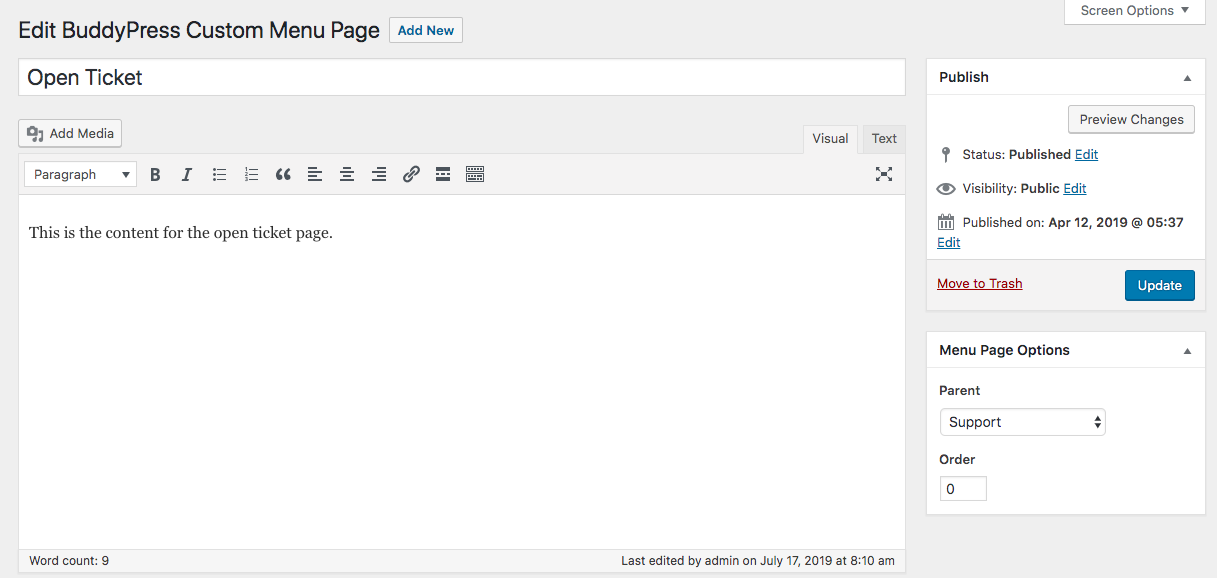 Screen Options
Edit BuddyPress Custom Menu Page Add New
Open Ticket
Add Media
Visual Text
Paragraph
This is the content for the open ticket page.
Word count: 9 Last edited by admin on July 17, 2019 at 8:10 am
Publish
Preview Changes
Status: Published Edit
Visibility: Public Edit
Published on: Apr 12, 2019 @ 05:37
Edit
Move to Trash Update
Menu Page Options
Parent
Support
Order
0